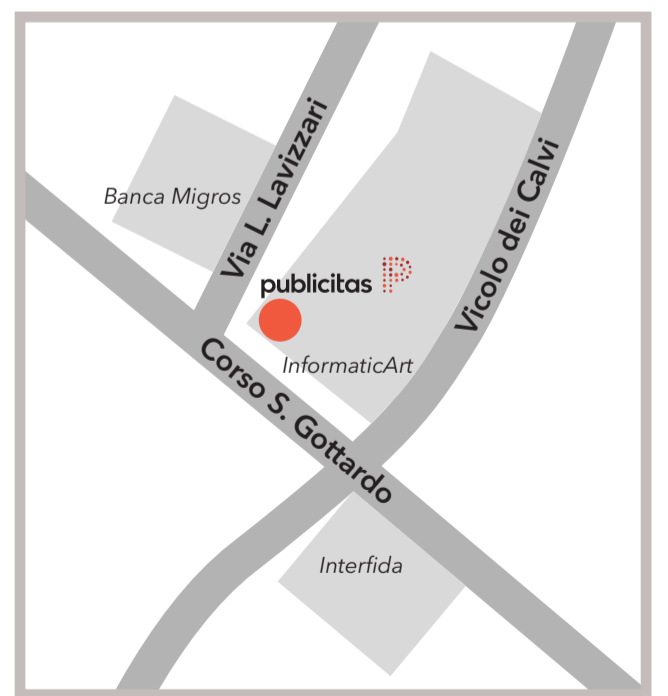 Via L. Lavizzari
Banca Migros
Vicolo dei Calvi
publicitas P
InformaticArt
Corso S. Gottardo
Interfida